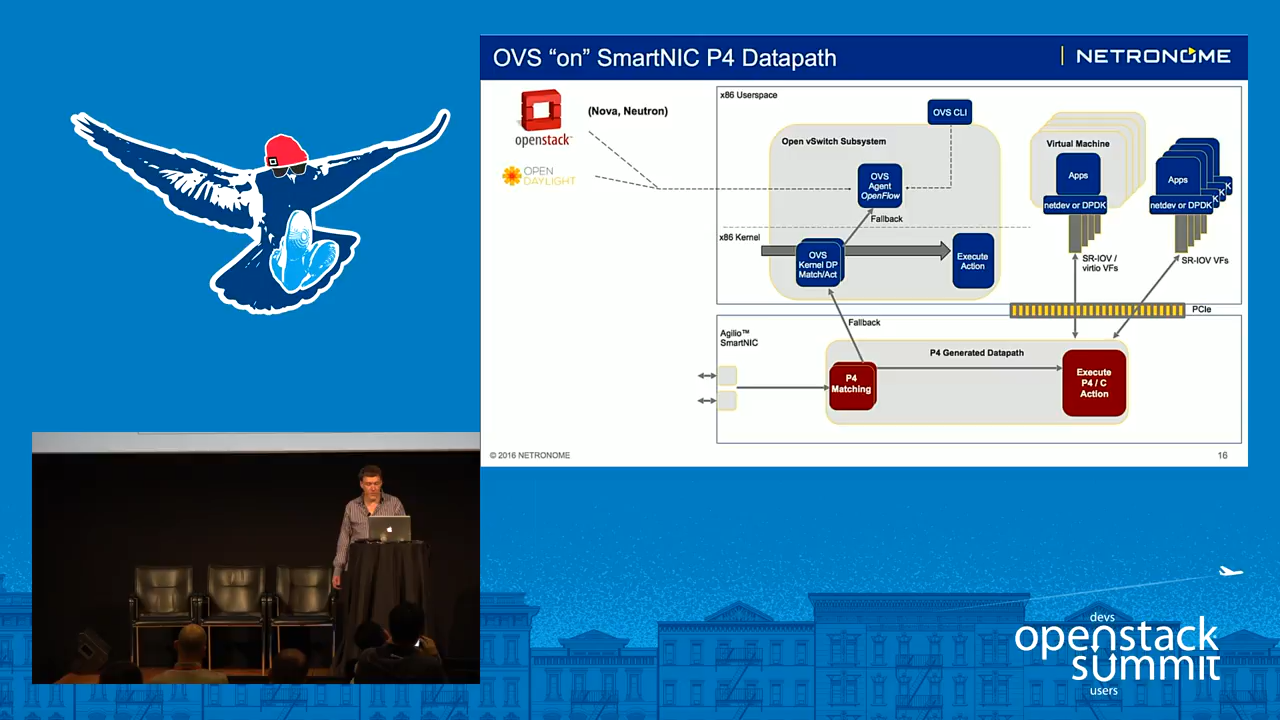 OVS “on” SmartNIC P4 Datapath
NETRONOME
openstack™
(Nova, Neutron)
OPEN
DAYLIGHT
x86 Userspace
OVS CLI
Open vSwitch Subsystem
OVS
Agent
OpenFlow
Fallback
x86 Kernel
OVS
Kernel DP
Match/Act
Execute
Action
Virtual Machine
Apps
netdev or DPDK
SR-IOV /
virtio VFs
Apps
netdev or DPDK
K
K
SR-IOV VFs
PCIe
Fallback
Agilio™
SmartNIC
P4 Generated Datapath
P4
Matching
Execute
P4 / C
Action
© 2016 NETRONOME
16
devs
openstack
summit
users